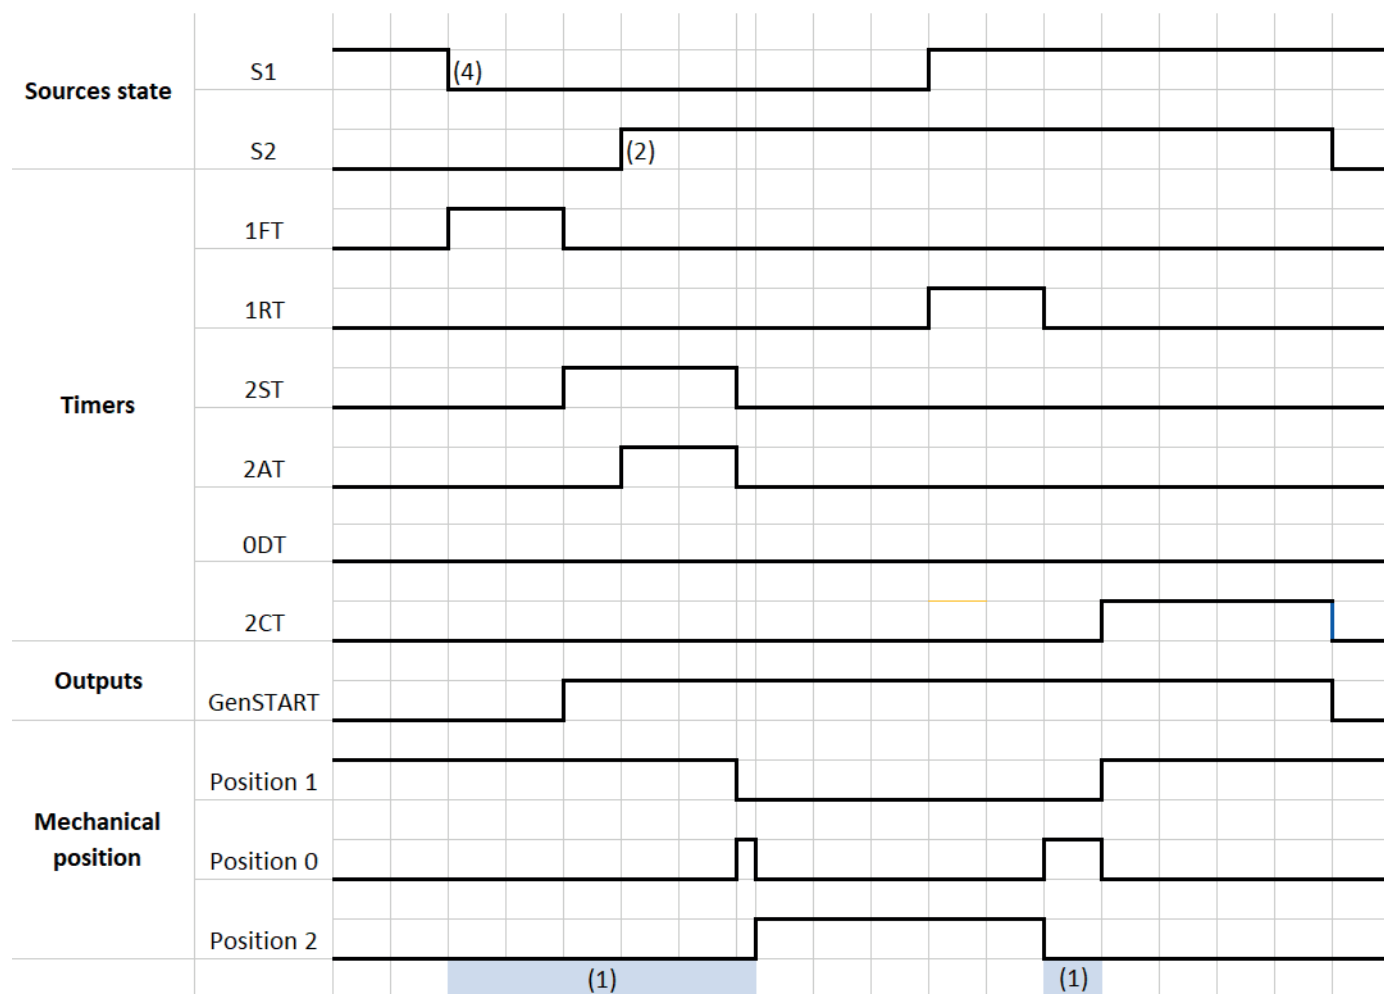 S1
(4)
Sources state
S2
(2)
1FT
1RT
2ST
Timers
2AT
0DT
2CT
Outputs
GenSTART
Position 1
Mechanical
position
Position 0
Position 2
(1)
(1)